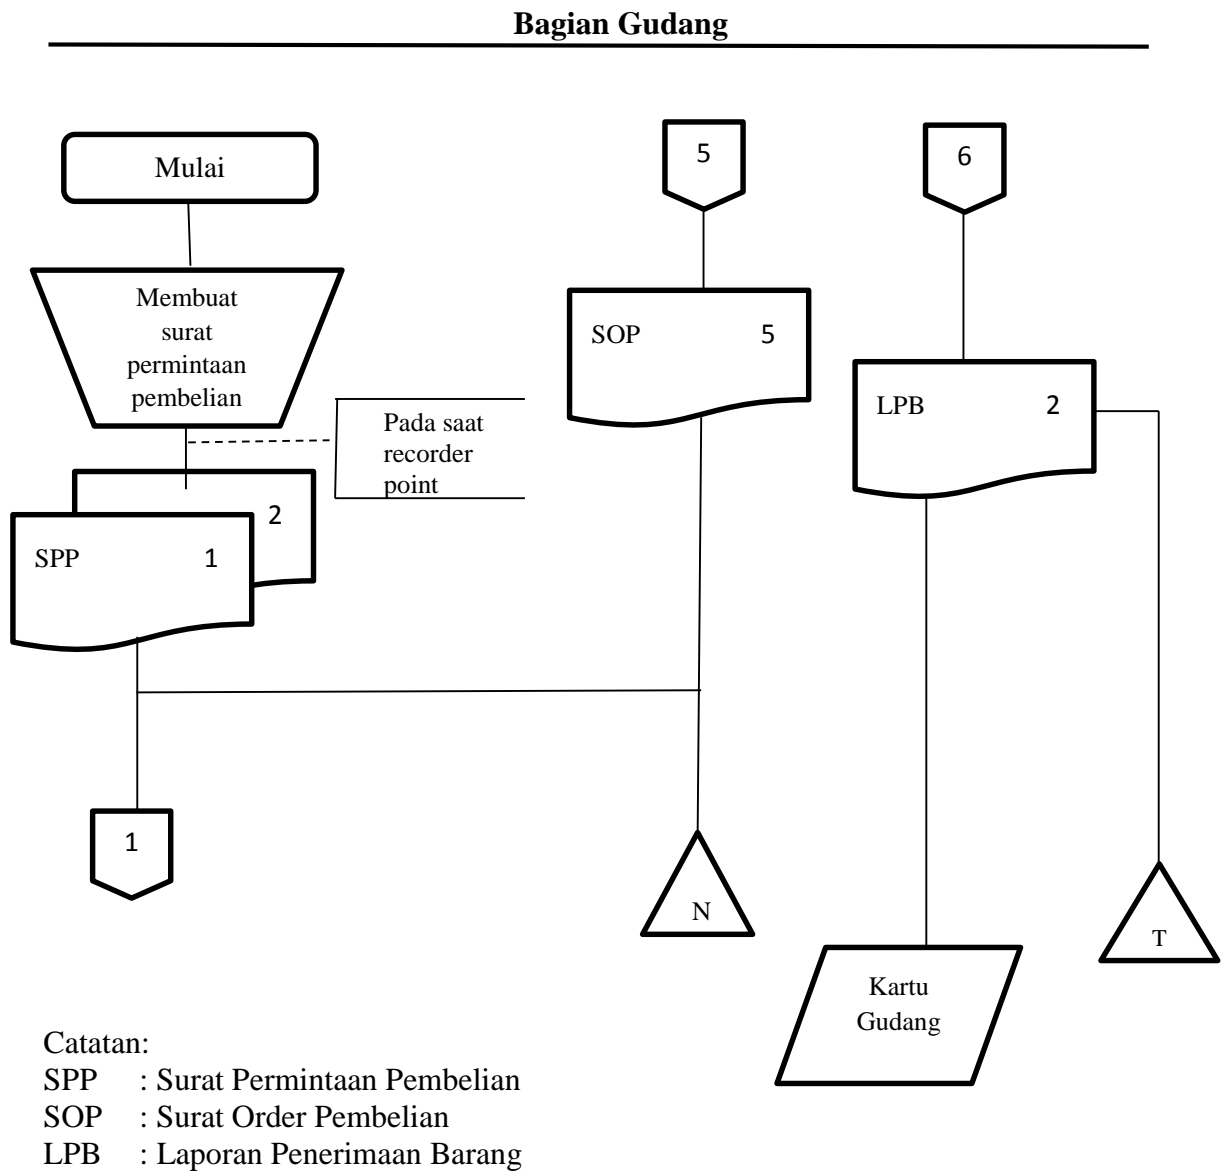 Bagian Gudang
Mulai
5
6
Membuat
surat
permintaan
pembelian
SOP 5
LPB 2
Pada saat
recorder
point
2
SPP 1
1
N
T
Kartu
Gudang
Catatan:
SPP : Surat Permintaan Pembelian
SOP : Surat Order Pembelian
LPB : Laporan Penerimaan Barang